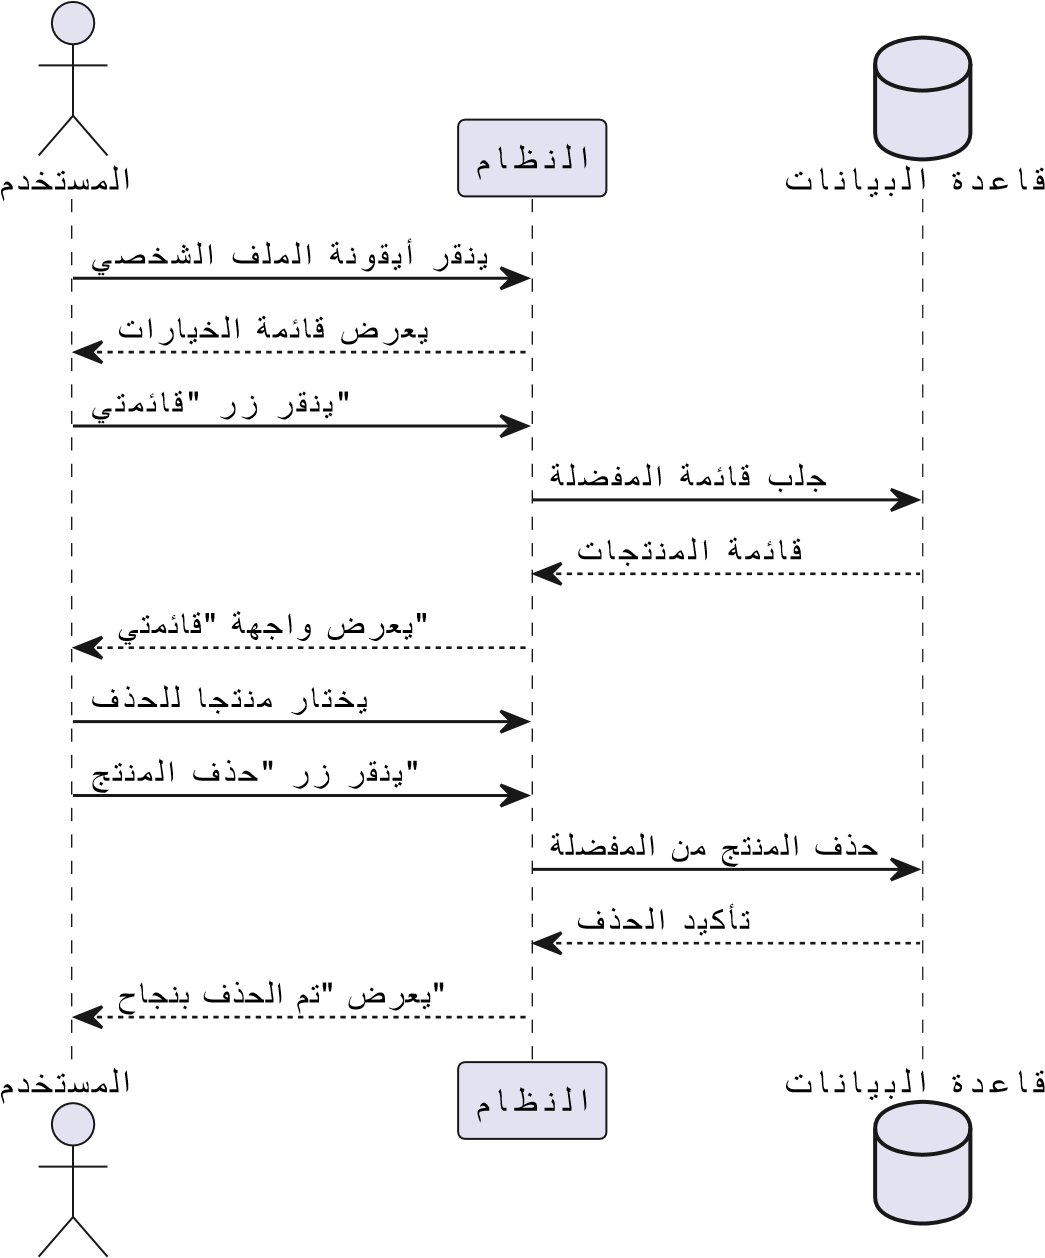 المستخدم
النظام
قاعدة البيانات
ينقر أيقونة الملف الشخصي
يعرض قائمة الخيارات
ينقر زر "قائمتي"
جلب قائمة المفضلة
قائمة المنتجات
يعرض واجهة "قائمتي"
يختار منتجا للحذف
ينقر زر "حذف المنتج"
حذف المنتج من المفضلة
تأكيد الحذف
يعرض "تم الحذف بنجاح"
المستخدم
النظام
قاعدة البيانات